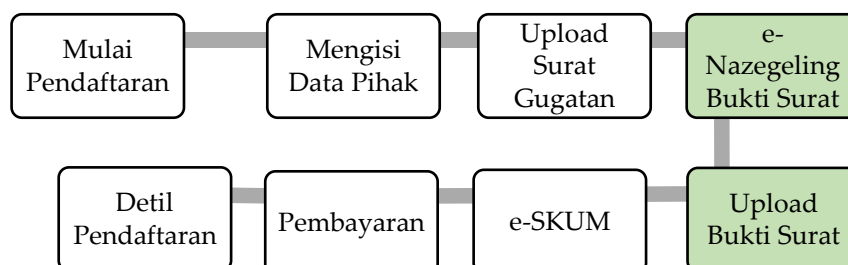 Mulai
Pendaftaran
Mengisi
Data Pihak
Upload
Surat
Gugatan
e-
Nazegeling
Bukti Surat
Detil
Pendaftaran
Pembayaran
e-SKUM
Upload
Bukti Surat